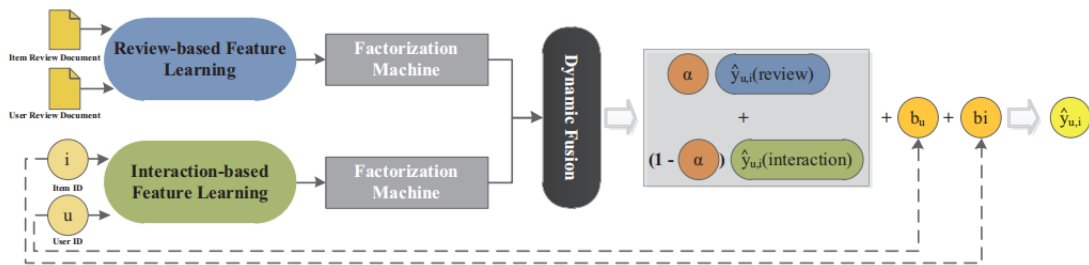 Item Review Document
User Review Document
Review-based Feature
Learning
Factorization
Machine
i
Item ID
u
User ID
Interaction-based
Feature Learning
Factorization
Machine
Dynamic Fusion
α ŷu,i(review)
+
(1 - α) ŷu,i(interaction)
+ bu + bi
ŷu,i